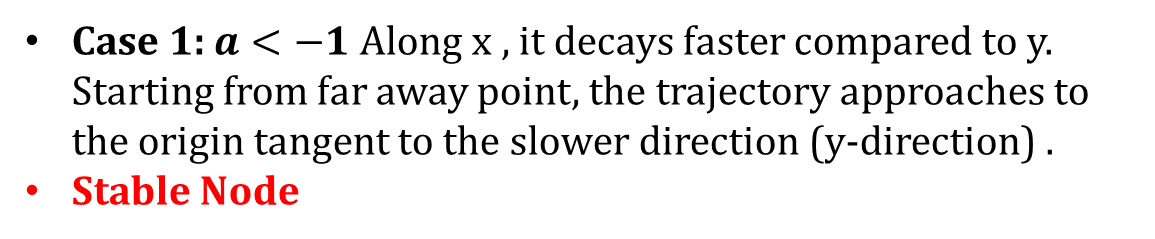 • Case 1: a < −1 Along x , it decays faster compared to y.
Starting from far away point, the trajectory approaches to
the origin tangent to the slower direction (y-direction) .
• Stable Node